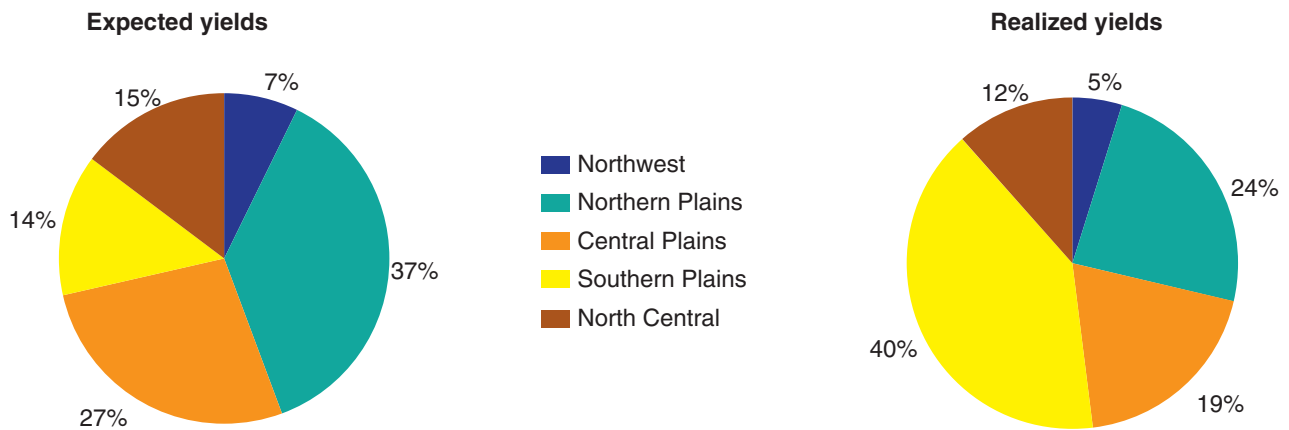 Expected yields
7%
37%
27%
14%
15%
Northwest
Northern Plains
Central Plains
Southern Plains
North Central
Realized yields
5%
24%
19%
40%
12%